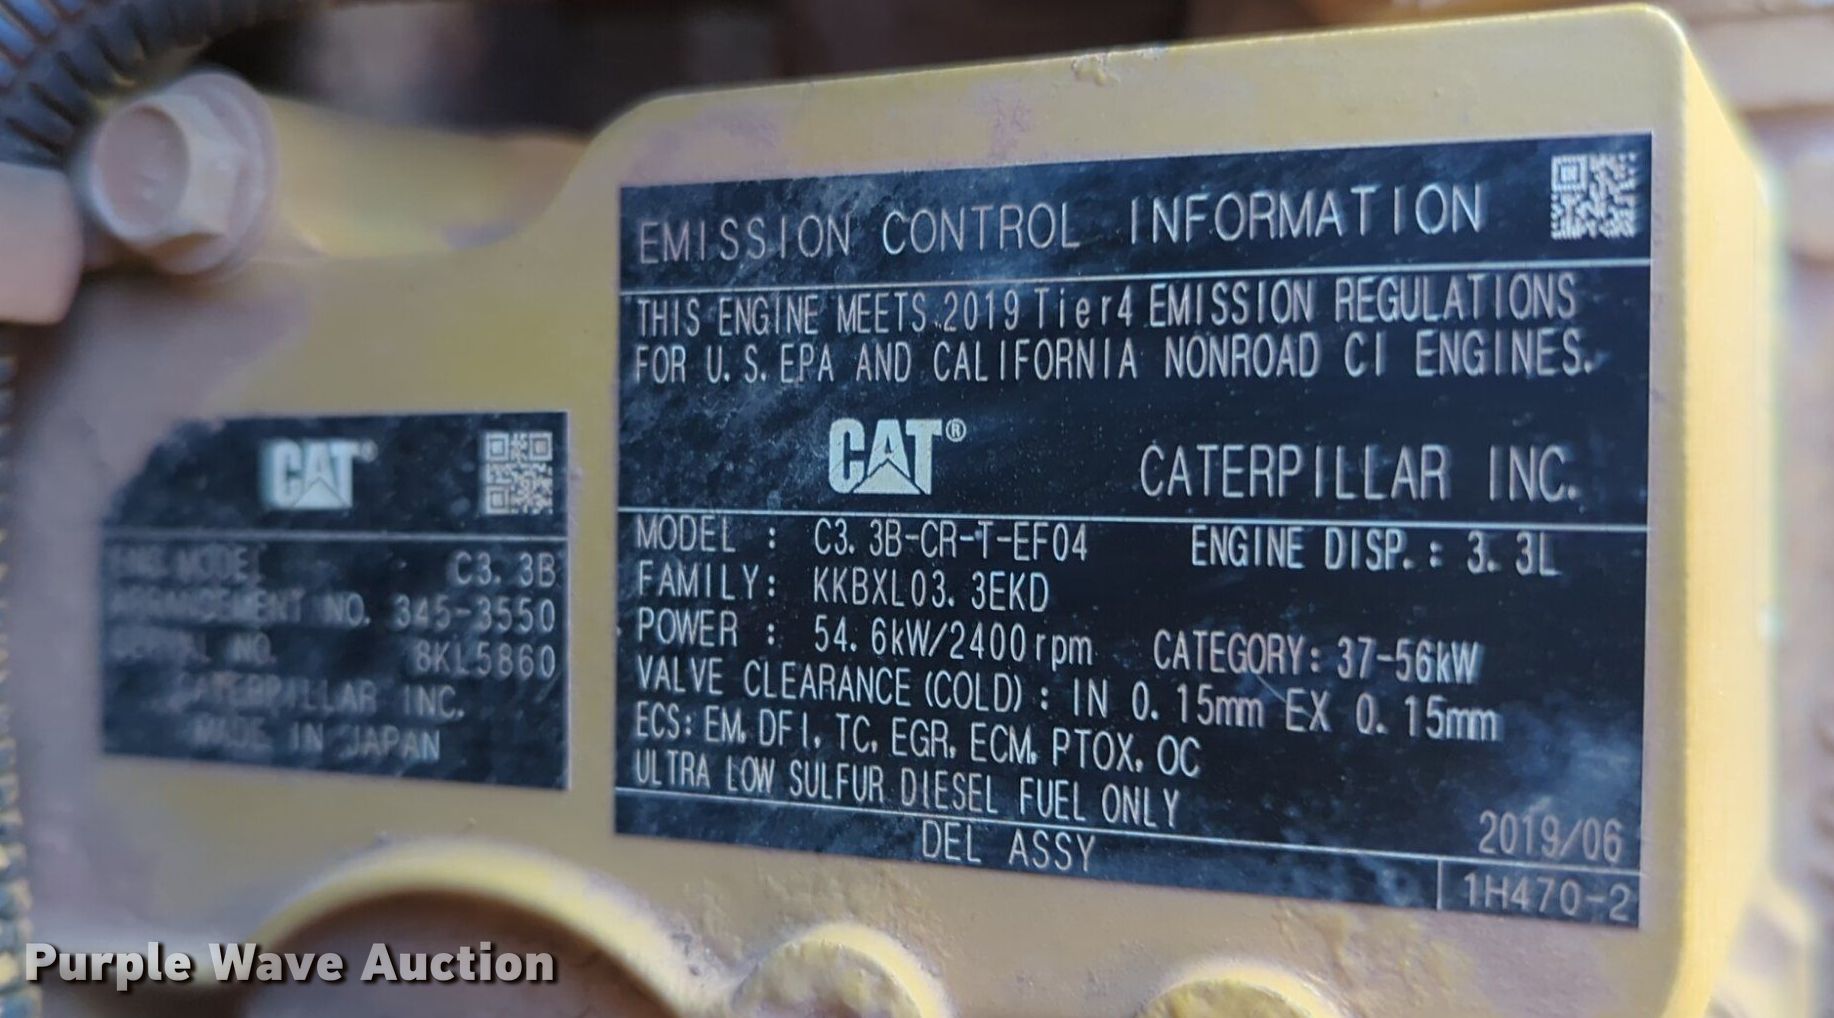 EMISSION CONTROL INFORMATION
THIS ENGINE MEETS 2019 Tier4 EMISSION REGULATIONS
FOR U.S.EPA AND CALIFORNIA NONROAD CI ENGINES.
CAT® CATERPILLAR INC.
MODEL : C3.3B-CR-T-EF04 ENGINE DISP.: 3.3L
FAMILY: KKBXL03.3EKD
POWER : 54.6kW/2400rpm CATEGORY: 37-56kW
VALVE CLEARANCE (COLD) : IN 0.15mm EX 0.15mm
ECS: EM, DFI, TC, EGR, ECM, PTOX, OC
ULTRA LOW SULFUR DIESEL FUEL ONLY
2019/06
DEL ASSY
1H470-2
CAT®
ENG MODEL C3.3B
ARRANGEMENT NO. 345-3550
SERIAL NO. 8KL5860
CATERPILLAR INC.
MADE IN JAPAN
Purple Wave Auction